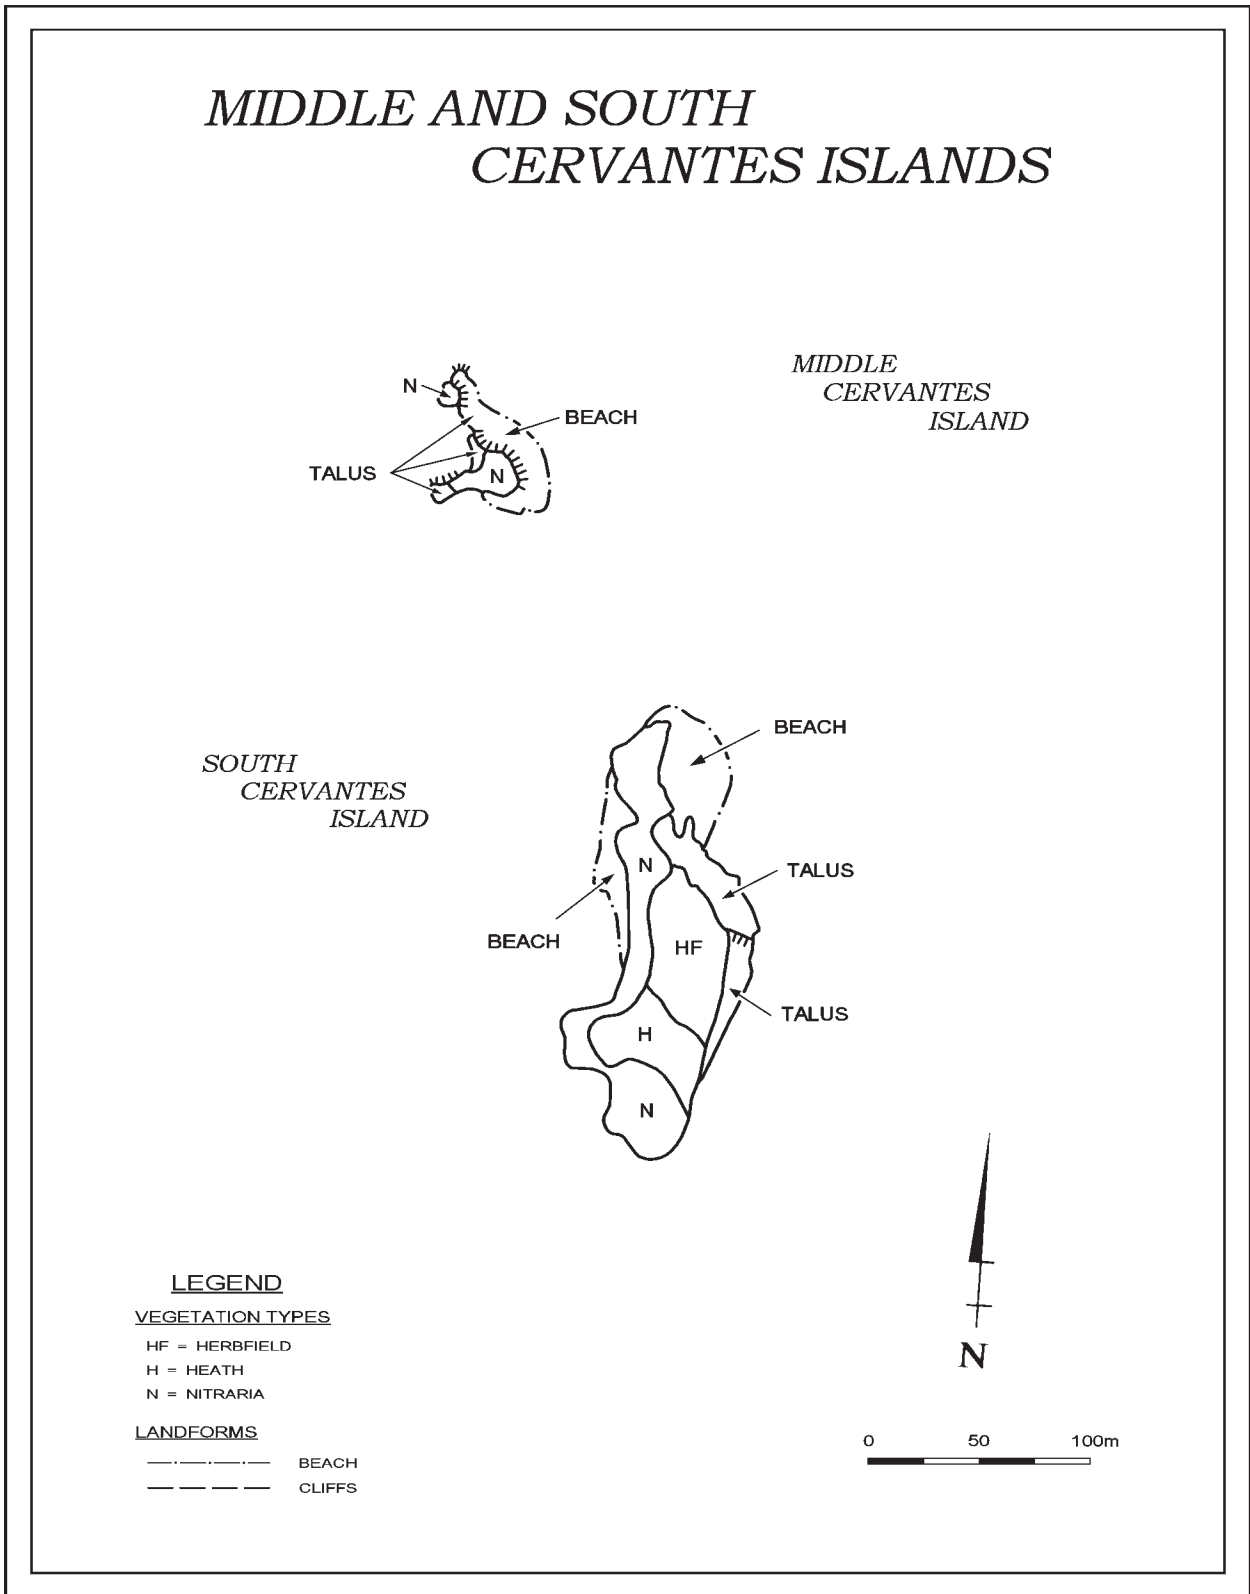 MIDDLE AND SOUTH
CERVANTES ISLANDS
MIDDLE
CERVANTES
ISLAND
N
BEACH
TALUS
N
SOUTH
CERVANTES
ISLAND
BEACH
N
TALUS
BEACH
HF
TALUS
H
N
N
LEGEND
VEGETATION TYPES
HF = HERBFIELD
H = HEATH
N = NITRARIA
LANDFORMS
BEACH
CLIFFS
0 50 100m